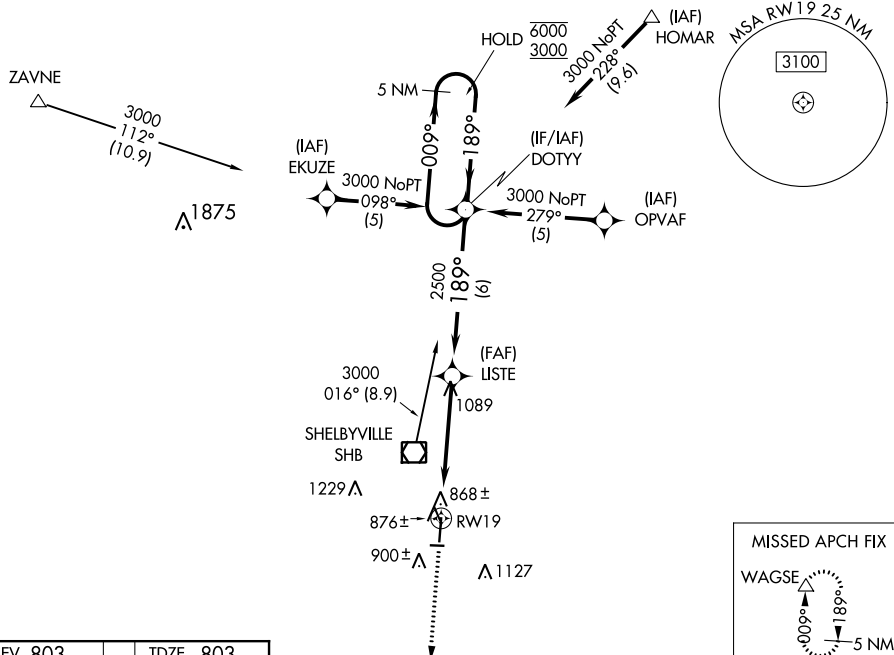 MSA RW19 25 NM
3100
HOLD
6000
3000
(IAF)
HOMAR
3000 NoPT
228°
(9.6)
ZAVNE
3000
112°
(10.9)
5 NM
009°
189°
(IF/IAF)
DOTYY
(IAF)
EKUZE
3000 NoPT
098°
(5)
3000 NoPT
279°
(5)
(IAF)
OPVAF
1875
2500
189°
(6)
(FAF)
LISTE
3000
016° (8.9)
1089
SHELBYVILLE
SHB
1229
868±
876±
RW19
900±
1127
MISSED APCH FIX
WAGSE
009°
189°
5 NM
EV 803
TDZE 803